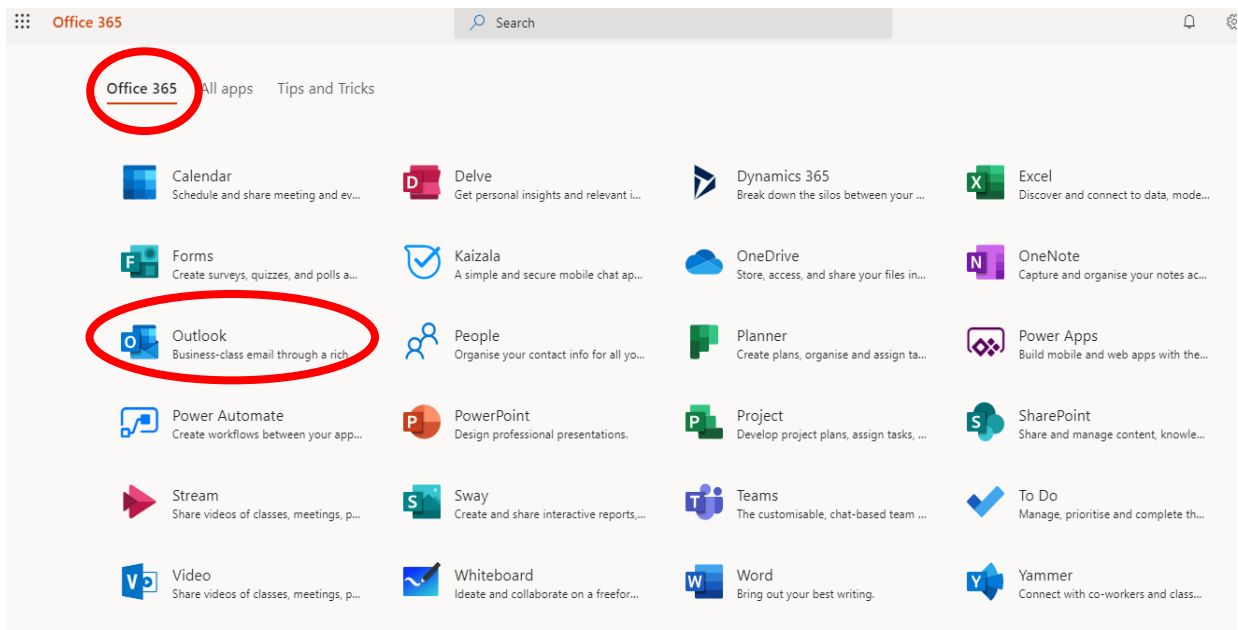 Office 365
Search
Office 365 All apps Tips and Tricks
Calendar
Schedule and share meeting and ev...
Delve
Get personal insights and relevant i...
Dynamics 365
Break down the silos between your ...
Excel
Discover and connect to data, mode...
Forms
Create surveys, quizzes, and polls a...
Kaizala
A simple and secure mobile chat ap...
OneDrive
Store, access, and share your files in...
OneNote
Capture and organise your notes ac...
Outlook
Business-class email through a rich
People
Organise your contact info for all yo...
Planner
Create plans, organise and assign ta...
Power Apps
Build mobile and web apps with the...
Power Automate
Create workflows between your app...
PowerPoint
Design professional presentations.
Project
Develop project plans, assign tasks, ...
SharePoint
Share and manage content, knowle...
Stream
Share videos of classes, meetings, p...
Sway
Create and share interactive reports,...
Teams
The customisable, chat-based team ...
To Do
Manage, prioritise and complete th...
Video
Share videos of classes, meetings, p...
Whiteboard
Ideate and collaborate on a freefor...
Word
Bring out your best writing.
Yammer
Connect with co-workers and class...